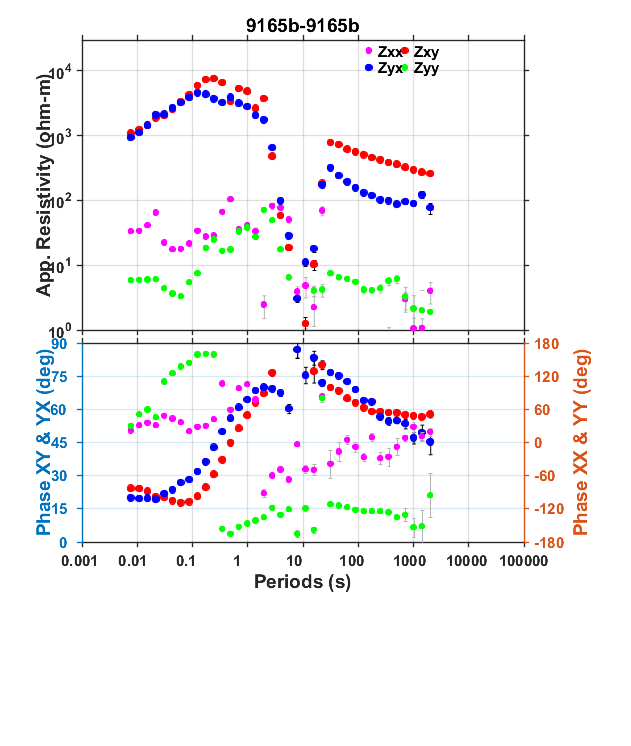 9165b-9165b
Zxx Zxy
Zyx Zyy
App. Resistivity (ohm-m)
10^4
10^3
10^2
10^1
10^0
Phase XY & YX (deg)
90
75
60
45
30
15
0
180
120
60
0
-60
-120
-180
Phase XX & YY (deg)
0.001 0.01 0.1 1 10 100 1000 10000 100000
Periods (s)